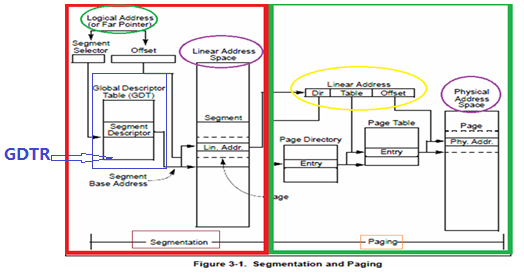 Logical Address
(or Far Pointer)
Segment
Selector
Offset
Linear Address
Space
Global Descriptor
Table (GDT)
Segment
Descriptor
GDTR
Segment
Base Address
Segment
Lin. Addr.
Page
Linear Address
Dir
Table
Offset
Page Directory
Entry
Page Table
Entry
Physical
Address
Space
Page
Phy. Addr.
Segmentation
Paging
Figure 3-1. Segmentation and Paging